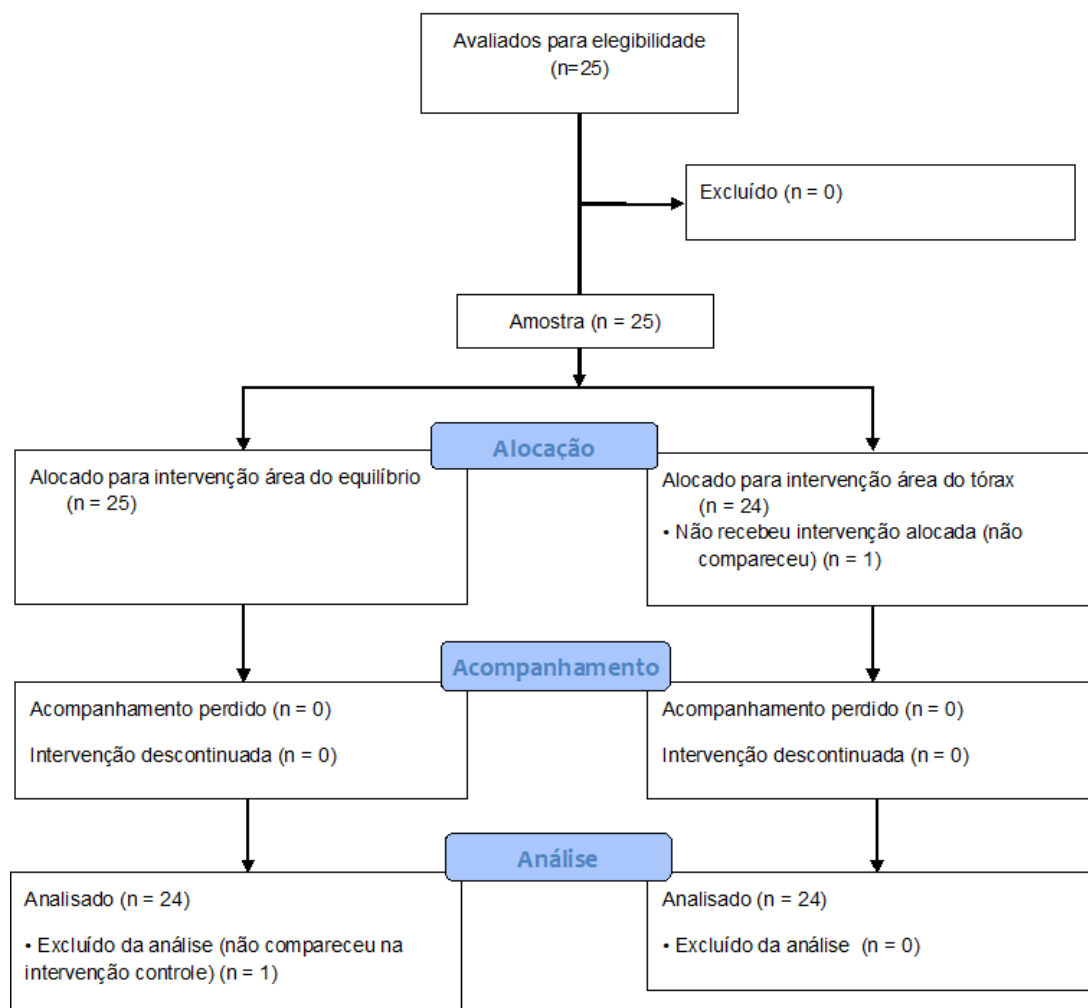 Avaliados para elegibilidade
(n=25)
Excluído (n = 0)
Amostra (n = 25)
Alocação
Alocado para intervenção área do equilíbrio
(n = 25)
Alocado para intervenção área do tórax
(n = 24)
• Não recebeu intervenção alocada (não
compareceu) (n = 1)
Acompanhamento
Acompanhamento perdido (n = 0)
Intervenção descontinuada (n = 0)
Acompanhamento perdido (n = 0)
Intervenção descontinuada (n = 0)
Análise
Analisado (n = 24)
• Excluído da análise (não compareceu na
intervenção controle) (n = 1)
Analisado (n = 24)
• Excluído da análise (n = 0)